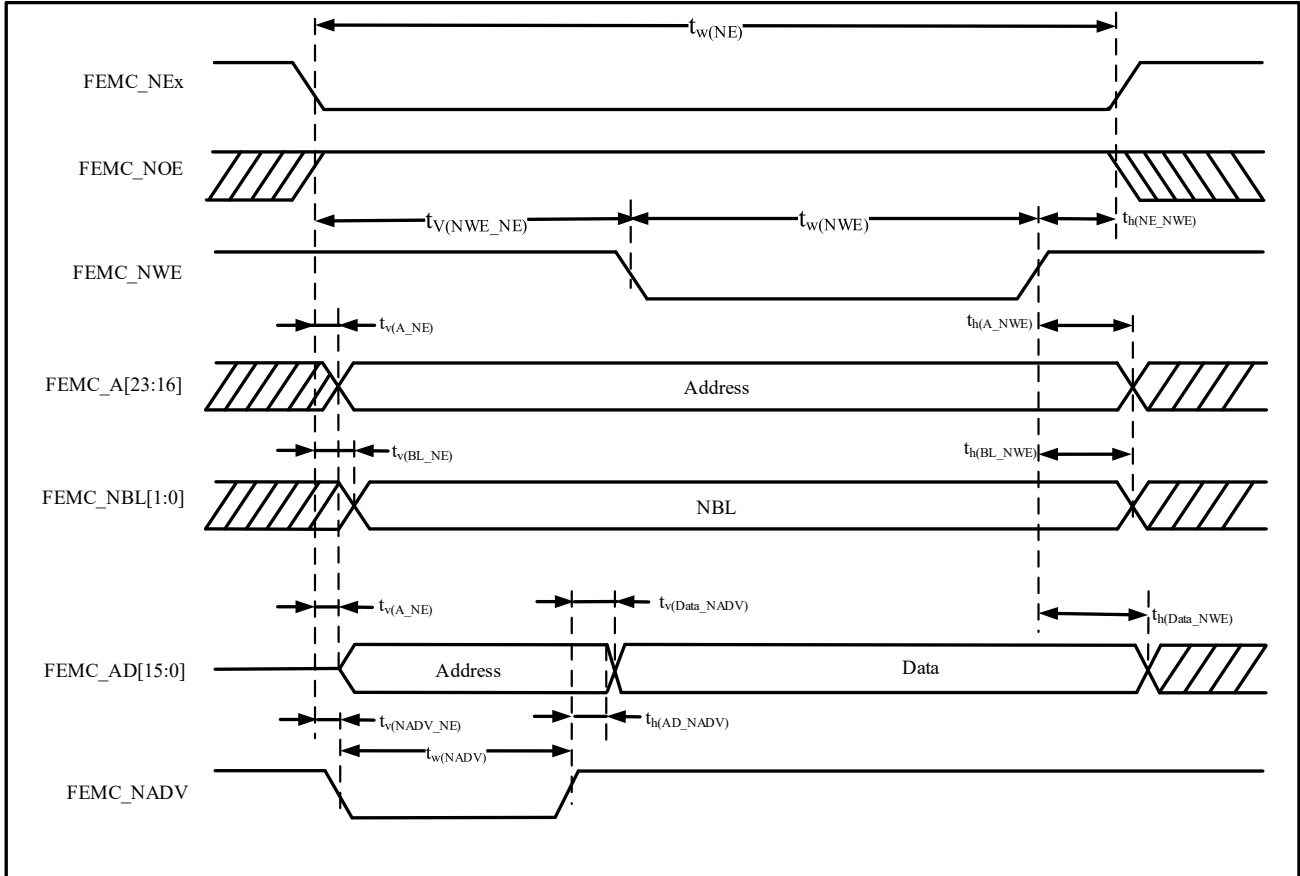 tw(NE)
FEMC_NEx
FEMC_NOE
tV(NWE_NE)
tw(NWE)
th(NE_NWE)
FEMC_NWE
tv(A_NE)
th(A_NWE)
FEMC_A[23:16]
Address
tv(BL_NE)
th(BL_NWE)
FEMC_NBL[1:0]
NBL
tv(A_NE)
tv(Data_NADV)
th(Data_NWE)
FEMC_AD[15:0]
Address
Data
tv(NADV_NE)
th(AD_NADV)
tw(NADV)
FEMC_NADV